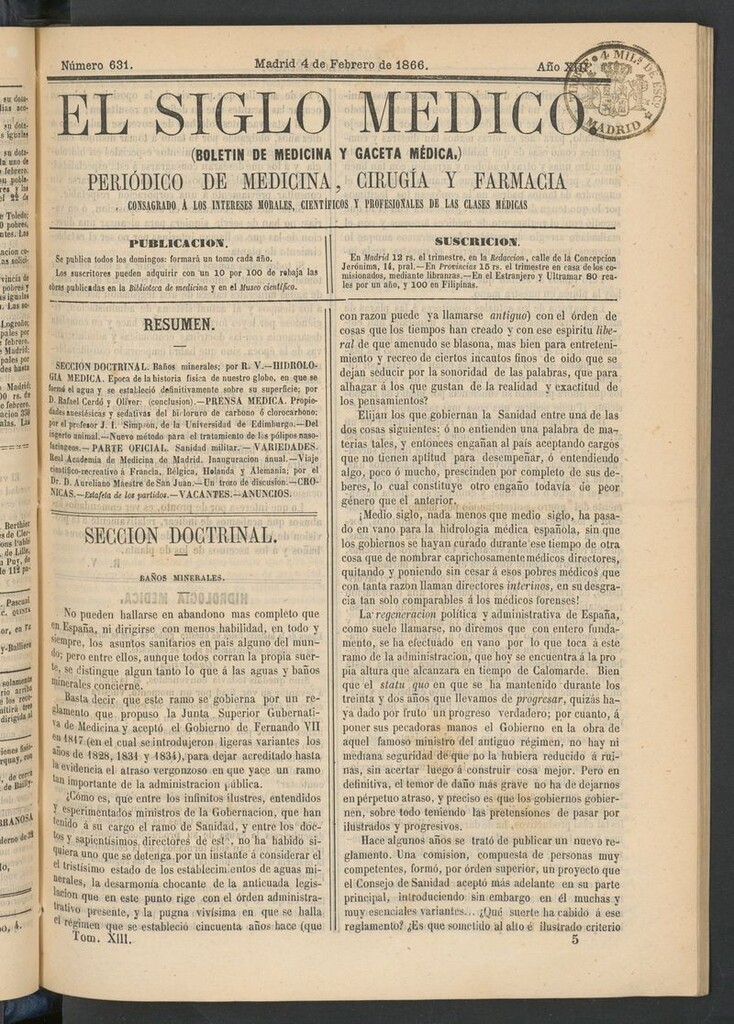 Número 631.
Madrid 4 de Febrero de 1866.
Año XIII.
4 MIL.s DE ESC.o
MADRID
EL SIGLO MEDICO
(BOLETIN DE MEDICINA Y GACETA MÉDICA.)
PERIÓDICO DE MEDICINA, CIRUGÍA Y FARMACIA
CONSAGRADO Á LOS INTERESES MORALES, CIENTÍFICOS Y PROFESIONALES DE LAS CLASES MÉDICAS
PUBLICACION.
Se publica todos los domingos: formará un tomo cada año.
Los suscritores pueden adquirir con un 10 por 100 de rebaja las
obras publicadas en la Biblioteca de medicina y en el Museo científico.
SUSCRICION.
En Madrid 12 rs. el trimestre, en la Redaccion, calle de la Concepcion
Jerónima, 14, pral.—En Provincias 15 rs. el trimestre en casa de los co-
misionados, mediante libranzas.—En el Estranjero y Ultramar 80 rea-
les por un año, y 100 en Filipinas.
RESUMEN.
SECCION DOCTRINAL. Baños minerales; por R. V.—HIDROLO-
GIA MEDICA. Epoca de la historia física de nuestro globo, en que se
formó el agua y se estableció definitivamente sobre su superficie; por
D. Rafael Cerdó y Oliver: (conclusion).—PRENSA MEDICA. Propie-
dades anestésicas y sedativas del bicloruro de carbono ó clorocarbono;
por el profesor J. I. Simpson, de la Universidad de Edimburgo.—Del
ingerto animal.—Nuevo método para el tratamiento de los pólipos naso-
laríngeos.—PARTE OFICIAL. Sanidad militar.—VARIEDADES.
Real Academia de Medicina de Madrid. Inauguracion anual.—Viaje
científico-recreativo á Francia, Bélgica, Holanda y Alemania; por el
Dr. D. Aureliano Maestre de San Juan.—Un trozo de discusion.—CRO-
NICAS.—Estafeta de los partidos.—VACANTES.—ANUNCIOS.
SECCION DOCTRINAL.
BAÑOS MINERALES.
No pueden hallarse en abandono mas completo que
en España, ni dirigirse con menos habilidad, en todo y
siempre, los asuntos sanitarios en pais alguno del mun-
do; pero entre ellos, aunque todos corran la propia suer-
te, se distingue algun tanto lo que á las aguas y baños
minerales concierne.
Basta decir que este ramo se gobierna por un re-
glamento que propuso la Junta Superior Gubernati-
va de Medicina y aceptó el Gobierno de Fernando VII
en 1817 (en el cual se introdujeron ligeras variantes los
años de 1828, 1831 y 1834), para dejar acreditado hasta
la evidencia el atraso vergonzoso en que yace un ramo
tan importante de la administracion pública.
¿Cómo es, que entre los infinitos ilustres, entendidos
y esperimentados ministros de la Gobernacion, que han
tenido á su cargo el ramo de Sanidad, y entre los doc-
tos y sapientísimos directores de est°, no ha habido si-
quiera uno que se detenga por un instante á considerar el
el tristísimo estado de los establecimientos de aguas mi-
nerales, la desarmonía chocante de la anticuada legis-
lacion que en este punto rige con el órden administra-
trativo presente, y la pugna vivísima en que se halla
el régimen que se estableció cincuenta años hace (que
Tom. XIII.
con razon puede ya llamarse antiguo) con el órden de
cosas que los tiempos han creado y con ese espíritu libe-
ral de que amenudo se blasona, mas bien para entreteni-
miento y recreo de ciertos incautos finos de oido que se
dejan seducir por la sonoridad de las palabras, que para
alhagar á los que gustan de la realidad y exactitud de
los pensamientos?
Elijan los que gobiernan la Sanidad entre una de las
dos cosas siguientes: ó no entienden una palabra de ma-
terias tales, y entonces engañan al pais aceptando cargos
que no tienen aptitud para desempeñar, ó entendiendo
algo, poco ó mucho, prescinden por completo de sus de-
beres, lo cual constituye otro engaño todavía de peor
género que el anterior.
¡Medio siglo, nada menos que medio siglo, ha pasa-
do en vano para la hidrologia médica española, sin que
los gobiernos se hayan curado durante ese tiempo de otra
cosa que de nombrar caprichosamente médicos directores,
quitando y poniendo sin cesar á esos pobres médicos que
con tanta razon llaman directores interinos, en su desgra-
cia tan solo comparables á los médicos forenses!
La regeneracion política y administrativa de España,
como suele llamarse, no diremos que con entero funda-
mento, se ha efectuado en vano por lo que toca á este
ramo de la administracion, que hoy se encuentra á la pro
pia altura que alcanzara en tiempo de Calomarde. Bien
que el statu quo en que se ha mantenido durante los
treinta y dos años que llevamos de progresar, quizás ha-
ya dado por fruto un progreso verdadero; por cuanto, á
poner sus pecadoras manos el Gobierno en la obra de
aquel famoso ministro del antiguo régimen, no hay ni
mediana seguridad de que no la hubiera reducido á rui-
nas, sin acertar luego á construir cosa mejor. Pero en
definitiva, el temor de daño mas grave no ha de dejarnos
en perpétuo atraso, y preciso es que los gobiernos gobier-
nen, sobre todo teniendo las pretensiones de pasar por
ilustrados y progresivos.
Hace algunos años se trató de publicar un nuevo re-
glamento. Una comision, compuesta de personas muy
competentes, formó, por órden superior, un proyecto que
el Consejo de Sanidad aceptó más adelante en su parte
principal, introduciendo sin embargo en él muchas y
muy esenciales variantes... ¿Qué suerte ha cabido á ese
reglamento? ¿Es que sometido al alto é ilustrado criterio
5